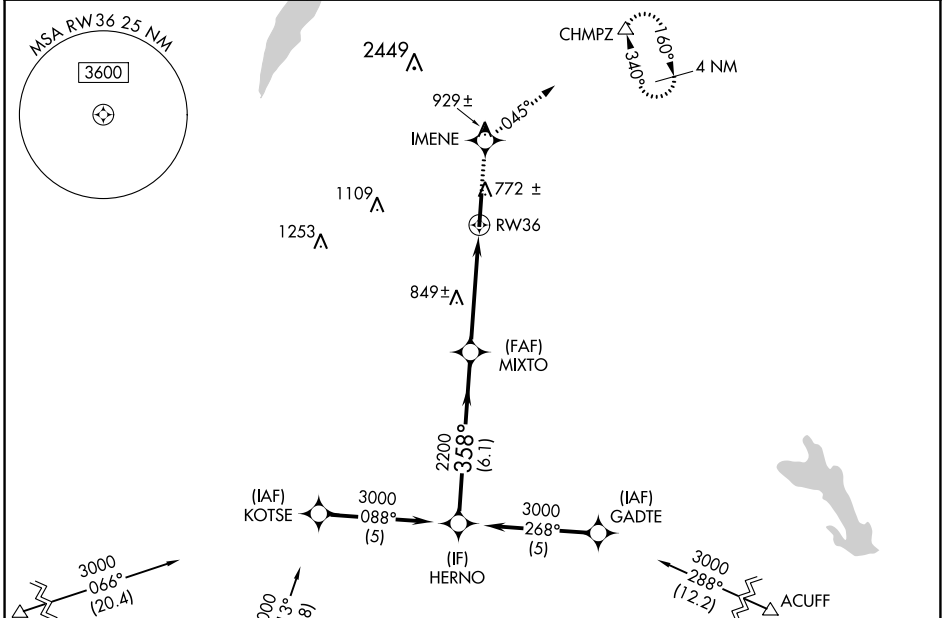 MSA RW36 25 NM
3600
2449
CHMPZ
160°
340°
4 NM
929 ±
045°
IMENE
772 ±
1109
RW36
1253
849 ±
(FAF)
MIXTO
2200
358°
(6.1)
(IAF)
KOTSE
3000
088°
(5)
3000
268°
(5)
(IAF)
GADTE
(IF)
HERNO
3000
066°
(20.4)
3000
288°
(12.2)
ACUFF